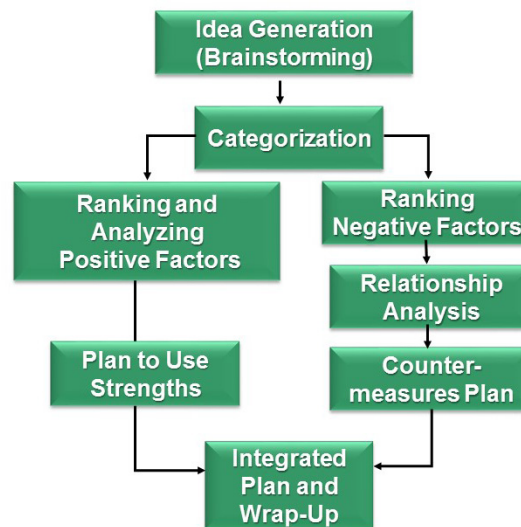 Idea Generation
(Brainstorming)
Categorization
Ranking and
Analyzing
Positive Factors
Ranking
Negative Factors
Relationship
Analysis
Plan to Use
Strengths
Counter-
measures Plan
Integrated
Plan and
Wrap-Up